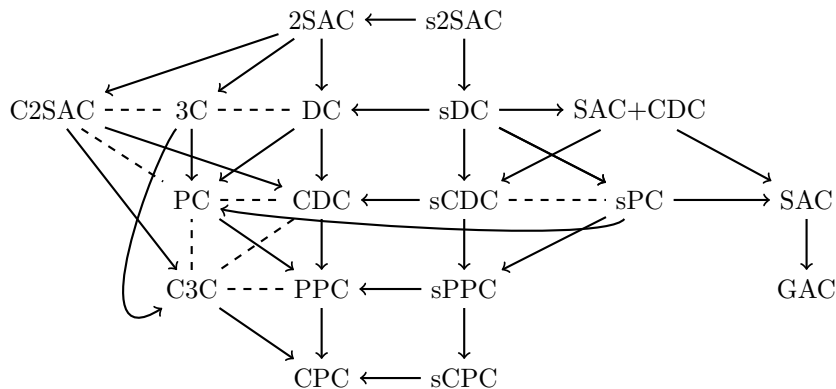 2SAC s2SAC
C2SAC 3C DC sDC SAC+CDC
PC CDC sCDC sPC SAC
C3C PPC sPPC GAC
CPC sCPC